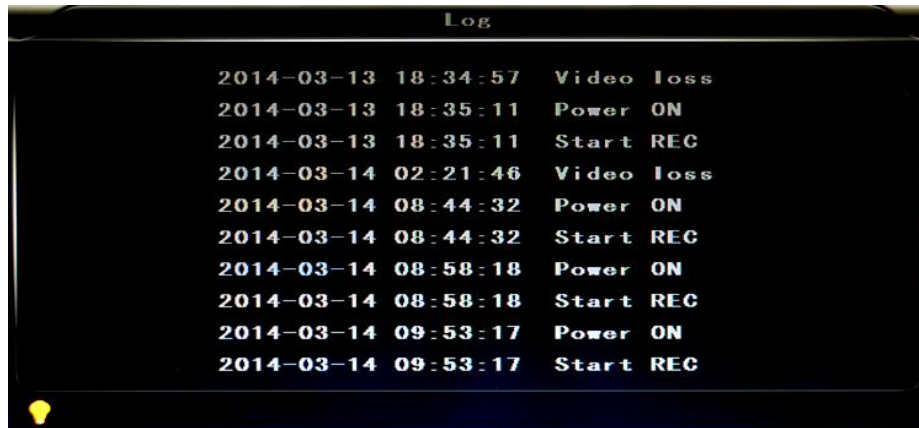 Log
2014-03-13 18:34:57 Video loss
2014-03-13 18:35:11 Power ON
2014-03-13 18:35:11 Start REC
2014-03-14 02:21:46 Video loss
2014-03-14 08:44:32 Power ON
2014-03-14 08:44:32 Start REC
2014-03-14 08:58:18 Power ON
2014-03-14 08:58:18 Start REC
2014-03-14 09:53:17 Power ON
2014-03-14 09:53:17 Start REC